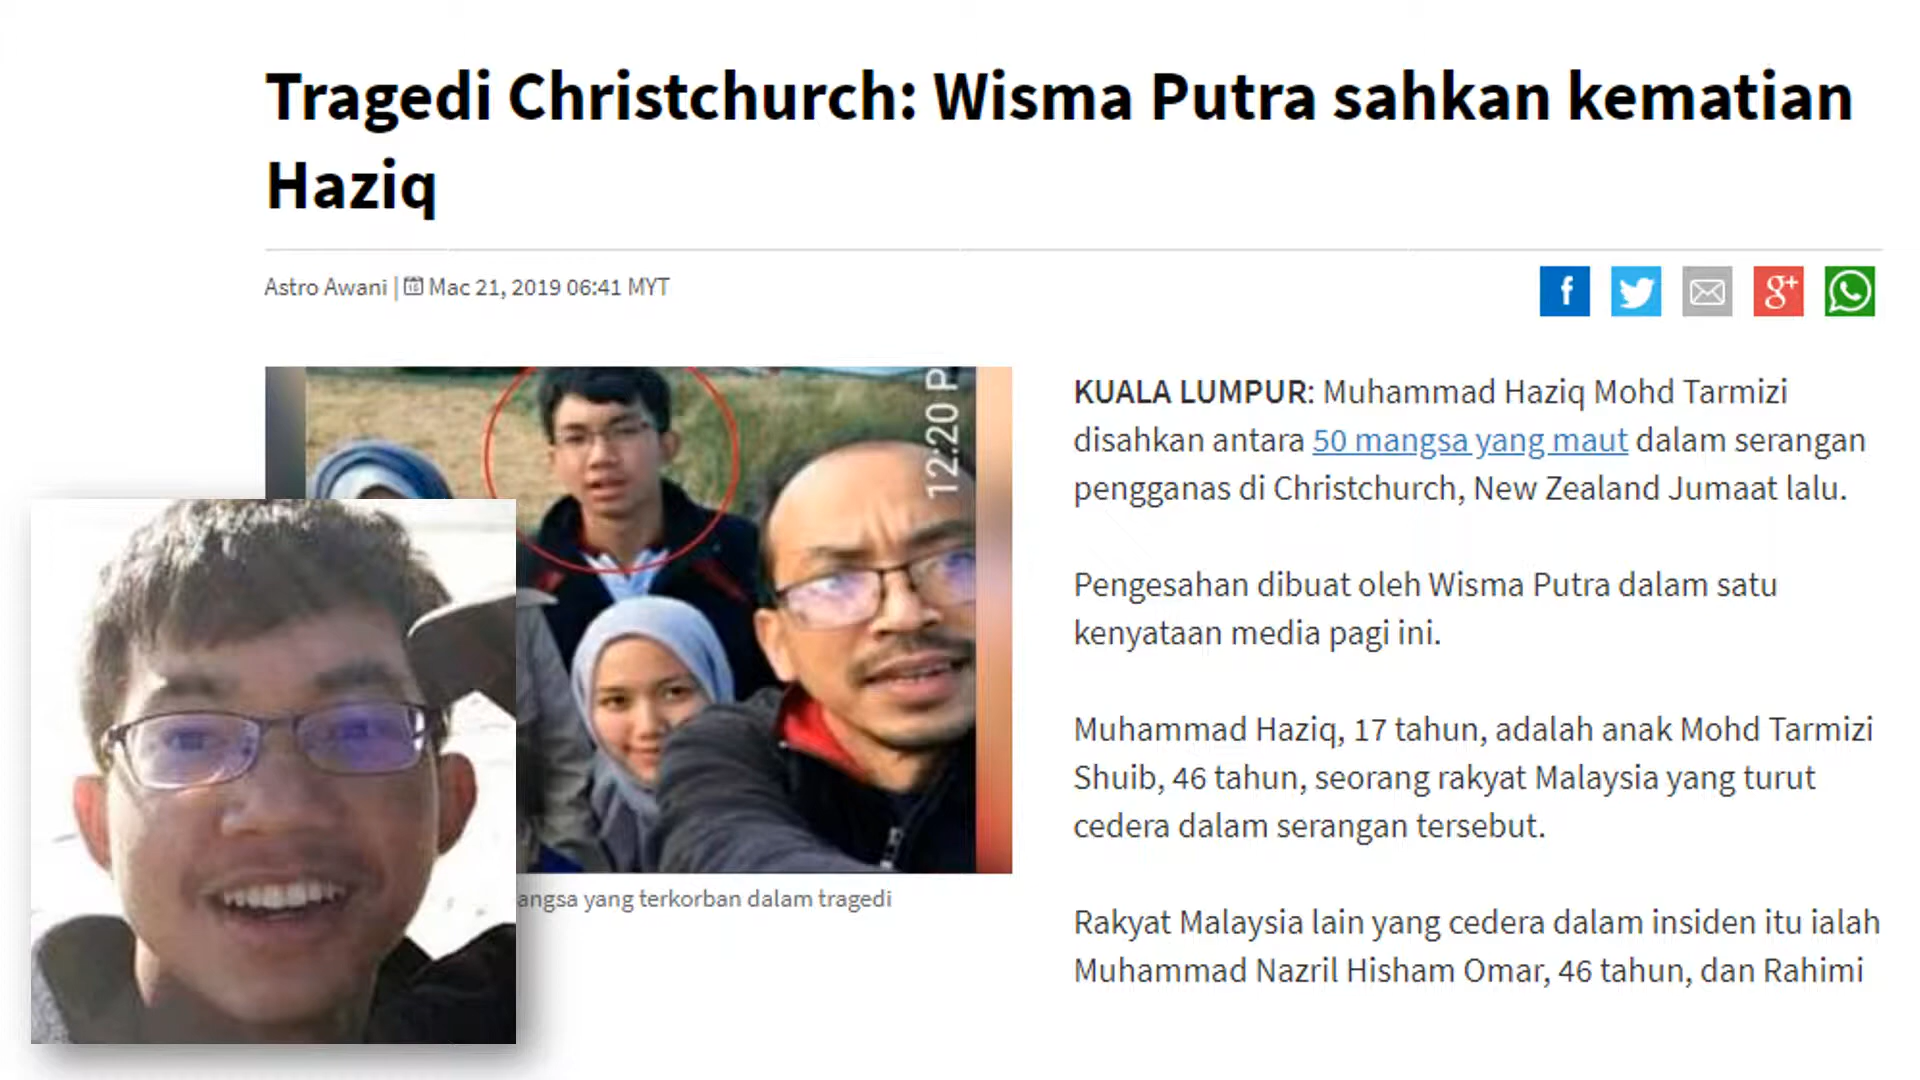 Tragedi Christchurch: Wisma Putra sahkan kematian
Haziq
Astro Awani | Mac 21, 2019 06:41 MYT
f
g+
12:20 P
angsa yang terkorban dalam tragedi
KUALA LUMPUR: Muhammad Haziq Mohd Tarmizi
disahkan antara 50 mangsa yang maut dalam serangan
pengganas di Christchurch, New Zealand Jumaat lalu.
Pengesahan dibuat oleh Wisma Putra dalam satu
kenyataan media pagi ini.
Muhammad Haziq, 17 tahun, adalah anak Mohd Tarmizi
Shuib, 46 tahun, seorang rakyat Malaysia yang turut
cedera dalam serangan tersebut.
Rakyat Malaysia lain yang cedera dalam insiden itu ialah
Muhammad Nazril Hisham Omar, 46 tahun, dan Rahimi